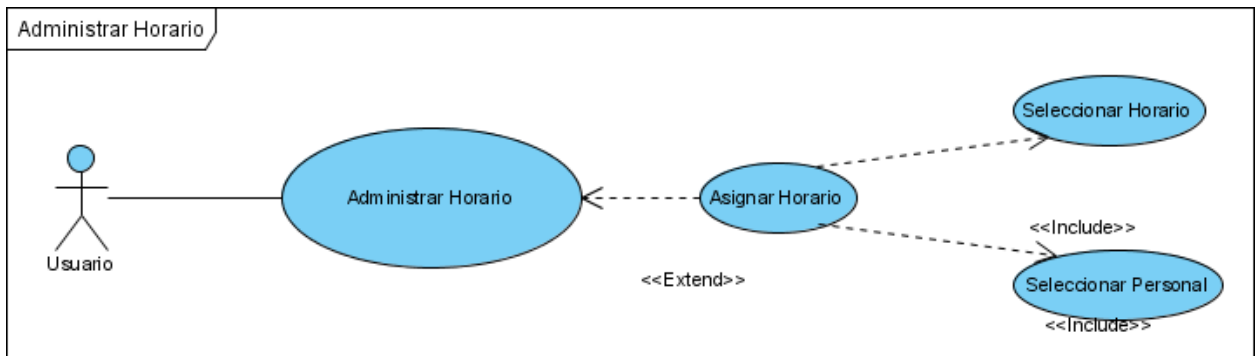 Administrar Horario
Seleccionar Horario
Administrar Horario
Asignar Horario
<<Include>>
Usuario
<<Extend>>
Seleccionar Personal
<<Include>>